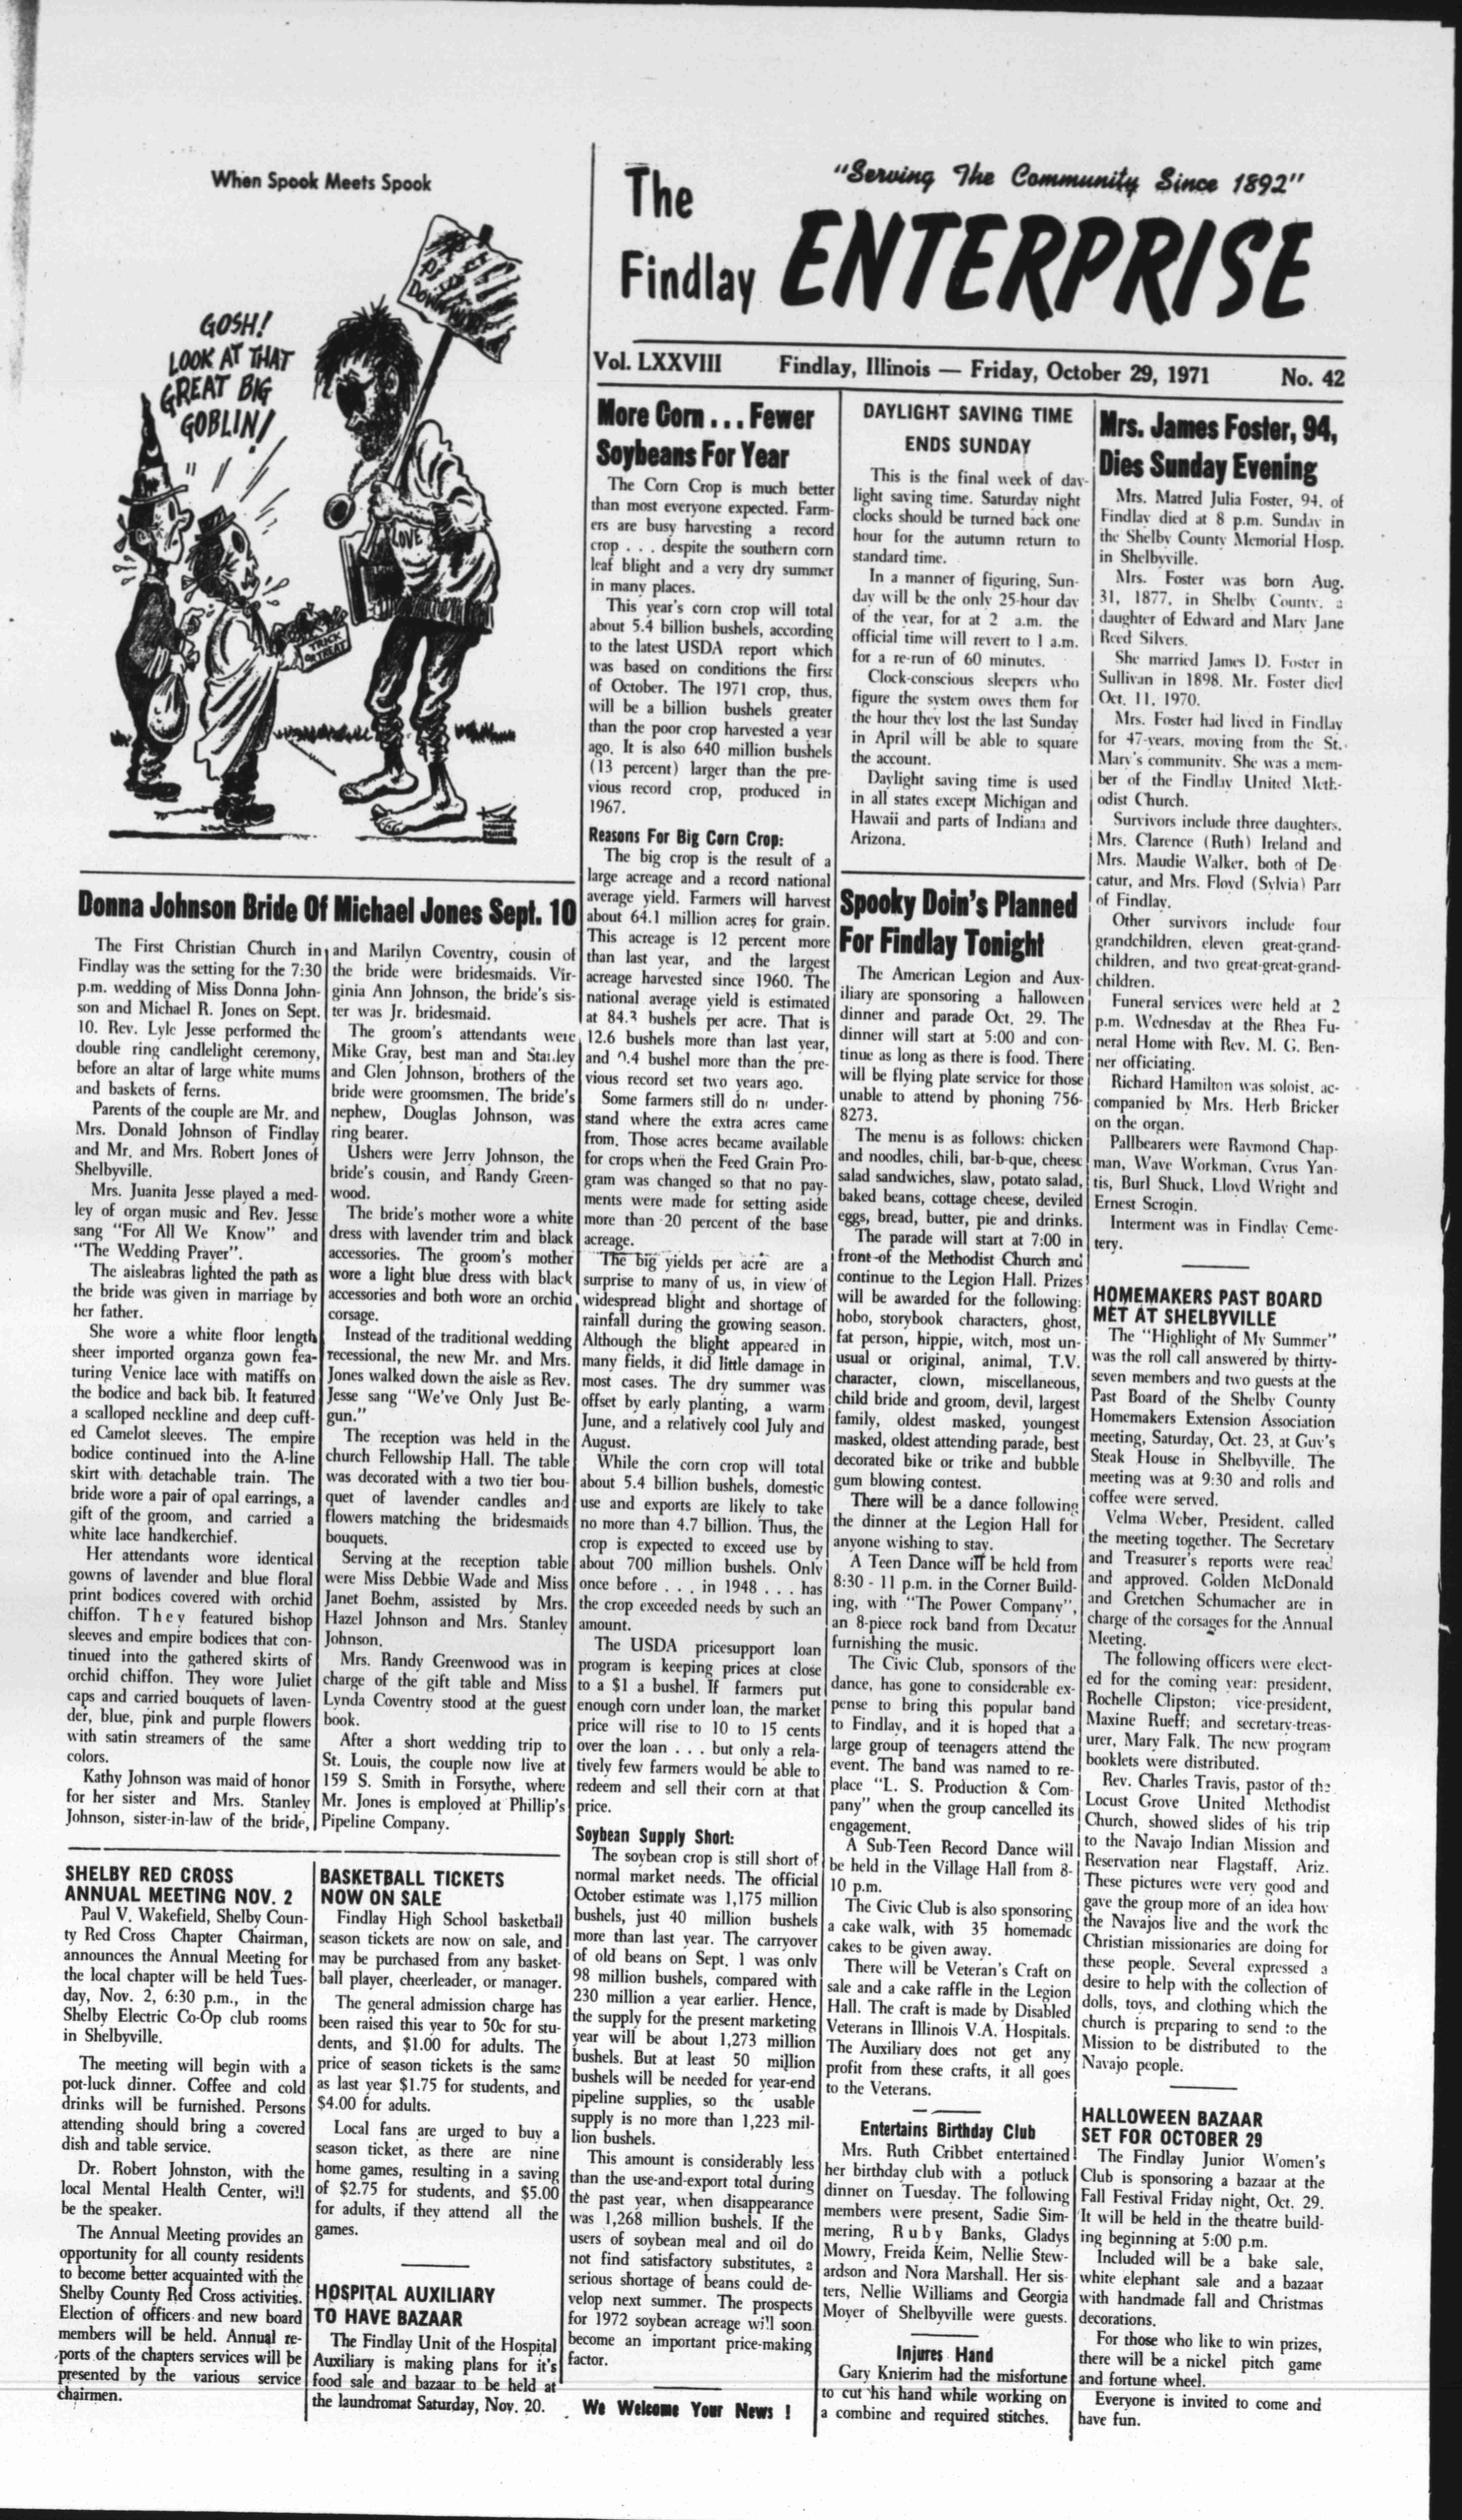 When Spook Meets Spook
GOSH!
LOOK AT THAT
GREAT BIG
GOBLIN!
LOVE
TRICK
OR TREAT
"Serving The Community Since 1892"
The
Findlay ENTERPRISE
Vol. LXXVIII Findlay, Illinois — Friday, October 29, 1971 No. 42
Donna Johnson Bride Of Michael Jones Sept. 10
The First Christian Church in
Findlay was the setting for the 7:30
p.m. wedding of Miss Donna John-
son and Michael R. Jones on Sept.
10. Rev. Lyle Jesse performed the
double ring candlelight ceremony,
before an altar of large white mums
and baskets of ferns.
Parents of the couple are Mr. and
Mrs. Donald Johnson of Findlay
and Mr. and Mrs. Robert Jones of
Shelbyville.
Mrs. Juanita Jesse played a med-
ley of organ music and Rev. Jesse
sang "For All We Know" and
"The Wedding Prayer".
The aisleabras lighted the path as
the bride was given in marriage by
her father.
She wore a white floor length
sheer imported organza gown fea-
turing Venice lace with matiffs on
the bodice and back bib. It featured
a scalloped neckline and deep cuff-
ed Camelot sleeves. The empire
bodice continued into the A-line
skirt with detachable train. The
bride wore a pair of opal earrings, a
gift of the groom, and carried a
white lace handkerchief.
Her attendants wore identical
gowns of lavender and blue floral
print bodices covered with orchid
chiffon. They featured bishop
sleeves and empire bodices that con-
tinued into the gathered skirts of
orchid chiffon. They wore Juliet
caps and carried bouquets of laven-
der, blue, pink and purple flowers
with satin streamers of the same
colors.
Kathy Johnson was maid of honor
for her sister and Mrs. Stanley
Johnson, sister-in-law of the bride,
and Marilyn Coventry, cousin of
the bride were bridesmaids. Vir-
ginia Ann Johnson, the bride's sis-
ter was Jr. bridesmaid.
The groom's attendants were
Mike Gray, best man and Stanley
and Glen Johnson, brothers of the
bride were groomsmen. The bride's
nephew, Douglas Johnson, was
ring bearer.
Ushers were Jerry Johnson, the
bride's cousin, and Randy Green-
wood.
The bride's mother wore a white
dress with lavender trim and black
accessories. The groom's mother
wore a light blue dress with black
accessories and both wore an orchid
corsage.
Instead of the traditional wedding
recessional, the new Mr. and Mrs.
Jones walked down the aisle as Rev.
Jesse sang "We've Only Just Be-
gun."
The reception was held in the
church Fellowship Hall. The table
was decorated with a two tier bou-
quet of lavender candles and
flowers matching the bridesmaids
bouquets.
Serving at the reception table
were Miss Debbie Wade and Miss
Janet Boehm, assisted by Mrs.
Hazel Johnson and Mrs. Stanley
Johnson.
Mrs. Randy Greenwood was in
charge of the gift table and Miss
Lynda Coventry stood at the guest
book.
After a short wedding trip to
St. Louis, the couple now live at
159 S. Smith in Forsythe, where
Mr. Jones is employed at Phillip's
Pipeline Company.
SHELBY RED CROSS
ANNUAL MEETING NOV. 2
Paul V. Wakefield, Shelby Coun-
ty Red Cross Chapter Chairman,
announces the Annual Meeting for
the local chapter will be held Tues-
day, Nov. 2, 6:30 p.m., in the
Shelby Electric Co-Op club rooms
in Shelbyville.
The meeting will begin with a
pot-luck dinner. Coffee and cold
drinks will be furnished. Persons
attending should bring a covered
dish and table service.
Dr. Robert Johnston, with the
local Mental Health Center, will
be the speaker.
The Annual Meeting provides an
opportunity for all county residents
to become better acquainted with the
Shelby County Red Cross activities.
Election of officers and new board
members will be held. Annual re-
ports of the chapters services will be
presented by the various service
chairmen.
BASKETBALL TICKETS
NOW ON SALE
Findlay High School basketball
season tickets are now on sale, and
may be purchased from any basket-
ball player, cheerleader, or manager.
The general admission charge has
been raised this year to 50c for stu-
dents, and $1.00 for adults. The
price of season tickets is the same
as last year $1.75 for students, and
$4.00 for adults.
Local fans are urged to buy a
season ticket, as there are nine
home games, resulting in a saving
of $2.75 for students, and $5.00
for adults, if they attend all the
games.
HOSPITAL AUXILIARY
TO HAVE BAZAAR
The Findlay Unit of the Hospital
Auxiliary is making plans for it's
food sale and bazaar to be held at
the laundromat Saturday, Nov. 20.
More Corn . . . Fewer
Soybeans For Year
The Corn Crop is much better
than most everyone expected. Farm-
ers are busy harvesting a record
crop . . . despite the southern corn
leaf blight and a very dry summer
in many places.
This year's corn crop will total
about 5.4 billion bushels, according
to the latest USDA report which
was based on conditions the first
of October. The 1971 crop, thus,
will be a billion bushels greater
than the poor crop harvested a year
ago. It is also 640 million bushels
(13 percent) larger than the pre-
vious record crop, produced in
1967.
Reasons For Big Corn Crop:
The big crop is the result of a
large acreage and a record national
average yield. Farmers will harvest
about 64.1 million acres for grain.
This acreage is 12 percent more
than last year, and the largest
acreage harvested since 1960. The
national average yield is estimated
at 84.3 bushels per acre. That is
12.6 bushels more than last year,
and 0.4 bushel more than the pre-
vious record set two years ago.
Some farmers still do under-
stand where the extra acres came
from. Those acres became available
for crops when the Feed Grain Pro-
gram was changed so that no pay-
ments were made for setting aside
more than 20 percent of the base
acreage.
The big yields per acre are a
surprise to many of us, in view of
widespread blight and shortage of
rainfall during the growing season.
Although the blight appeared in
many fields, it did little damage in
most cases. The dry summer was
offset by early planting, a warm
June, and a relatively cool July and
August.
While the corn crop will total
about 5.4 billion bushels, domestic
use and exports are likely to take
no more than 4.7 billion. Thus, the
crop is expected to exceed use by
about 700 million bushels. Only
once before . . . in 1948 . . . has
the crop exceeded needs by such an
amount.
The USDA pricesupport loan
program is keeping prices at close
to a $1 a bushel. If farmers put
enough corn under loan, the market
price will rise to 10 to 15 cents
over the loan . . . but only a rela-
tively few farmers would be able to
redeem and sell their corn at that
price.
Soybean Supply Short:
The soybean crop is still short of
normal market needs. The official
October estimate was 1,175 million
bushels, just 40 million bushels
more than last year. The carryover
of old beans on Sept. 1 was only
98 million bushels, compared with
230 million a year earlier. Hence,
the supply for the present marketing
year will be about 1,273 million
bushels. But at least 50 million
bushels will be needed for year-end
pipeline supplies, so the usable
supply is no more than 1,223 mil-
lion bushels.
This amount is considerably less
than the use-and-export total during
the past year, when disappearance
was 1,268 million bushels. If the
users of soybean meal and oil do
not find satisfactory substitutes, a
serious shortage of beans could de-
velop next summer. The prospects
for 1972 soybean acreage will soon
become an important price-making
factor.
We Welcome Your News !
DAYLIGHT SAVING TIME
ENDS SUNDAY
This is the final week of day-
light saving time. Saturday night
clocks should be turned back one
hour for the autumn return to
standard time.
In a manner of figuring, Sun-
day will be the only 25-hour day
of the year, for at 2 a.m. the
official time will revert to 1 a.m.
for a re-run of 60 minutes.
Clock-conscious sleepers who
figure the system owes them for
the hour they lost the last Sunday
in April will be able to square
the account.
Daylight saving time is used
in all states except Michigan and
Hawaii and parts of Indiana and
Arizona.
Spooky Doin's Planned
For Findlay Tonight
The American Legion and Aux-
iliary are sponsoring a halloween
dinner and parade Oct. 29. The
dinner will start at 5:00 and con-
tinue as long as there is food. There
will be flying plate service for those
unable to attend by phoning 756-
8273.
The menu is as follows: chicken
and noodles, chili, bar-b-que, cheese
salad sandwiches, slaw, potato salad,
baked beans, cottage cheese, deviled
eggs, bread, butter, pie and drinks.
The parade will start at 7:00 in
front of the Methodist Church and
continue to the Legion Hall. Prizes
will be awarded for the following:
hobo, storybook characters, ghost,
fat person, hippie, witch, most un-
usual or original, animal, T.V.
character, clown, miscellaneous,
child bride and groom, devil, largest
family, oldest masked, youngest
masked, oldest attending parade, best
decorated bike or trike and bubble
gum blowing contest.
There will be a dance following
the dinner at the Legion Hall for
anyone wishing to stay.
A Teen Dance will be held from
8:30 - 11 p.m. in the Corner Build-
ing, with "The Power Company",
an 8-piece rock band from Decatur
furnishing the music.
The Civic Club, sponsors of the
dance, has gone to considerable ex-
pense to bring this popular band
to Findlay, and it is hoped that a
large group of teenagers attend the
event. The band was named to re-
place "L. S. Production & Com-
pany" when the group cancelled its
engagement.
A Sub-Teen Record Dance will
be held in the Village Hall from 8-
10 p.m.
The Civic Club is also sponsoring
a cake walk, with 35 homemade
cakes to be given away.
There will be Veteran's Craft on
sale and a cake raffle in the Legion
Hall. The craft is made by Disabled
Veterans in Illinois V.A. Hospitals.
The Auxiliary does not get any
profit from these crafts, it all goes
to the Veterans.
Entertains Birthday Club
Mrs. Ruth Cribbet entertained
her birthday club with a potluck
dinner on Tuesday. The following
members were present, Sadie Sim-
mering, Ruby Banks, Gladys
Mowry, Freida Keim, Nellie Stew-
ardson and Nora Marshall. Her sis-
ters, Nellie Williams and Georgia
Moyer of Shelbyville were guests.
Injures Hand
Gary Knierim had the misfortune
to cut his hand while working on
a combine and required stitches.
Mrs. James Foster, 94,
Dies Sunday Evening
Mrs. Matred Julia Foster, 94, of
Findlay died at 8 p.m. Sunday in
the Shelby County Memorial Hosp.
in Shelbyville.
Mrs. Foster was born Aug.
31, 1877, in Shelby County, a
daughter of Edward and Mary Jane
Reed Silvers.
She married James D. Foster in
Sullivan in 1898. Mr. Foster died
Oct. 11, 1970.
Mrs. Foster had lived in Findlay
for 47-years, moving from the St.
Mary's community. She was a mem-
ber of the Findlay United Meth-
odist Church.
Survivors include three daughters,
Mrs. Clarence (Ruth) Ireland and
Mrs. Maudie Walker, both of De-
catur, and Mrs. Floyd (Sylvia) Parr
of Findlay.
Other survivors include four
grandchildren, eleven great-grand-
children, and two great-great-grand-
children.
Funeral services were held at 2
p.m. Wednesday at the Rhea Fu-
neral Home with Rev. M. G. Ben-
ner officiating.
Richard Hamilton was soloist, ac-
companied by Mrs. Herb Bricker
on the organ.
Pallbearers were Raymond Chap-
man, Wave Workman, Cyrus Yan-
tis, Burl Shuck, Lloyd Wright and
Ernest Scrogin.
Interment was in Findlay Ceme-
tery.
HOMEMAKERS PAST BOARD
MET AT SHELBYVILLE
The "Highlight of My Summer"
was the roll call answered by thirty-
seven members and two guests at the
Past Board of the Shelby County
Homemakers Extension Association
meeting, Saturday, Oct. 23, at Guy's
Steak House in Shelbyville. The
meeting was at 9:30 and rolls and
coffee were served.
Velma Weber, President, called
the meeting together. The Secretary
and Treasurer's reports were read
and approved. Golden McDonald
and Gretchen Schumacher are in
charge of the corsages for the Annual
Meeting.
The following officers were elect-
ed for the coming year: president,
Rochelle Clipston; vice-president,
Maxine Rueff; and secretary-treas-
urer, Mary Falk. The new program
booklets were distributed.
Rev. Charles Travis, pastor of the
Locust Grove United Methodist
Church, showed slides of his trip
to the Navajo Indian Mission and
Reservation near Flagstaff, Ariz.
These pictures were very good and
gave the group more of an idea how
the Navajos live and the work the
Christian missionaries are doing for
these people. Several expressed a
desire to help with the collection of
dolls, toys, and clothing which the
church is preparing to send to the
Mission to be distributed to the
Navajo people.
HALLOWEEN BAZAAR
SET FOR OCTOBER 29
The Findlay Junior Women's
Club is sponsoring a bazaar at the
Fall Festival Friday night, Oct. 29.
It will be held in the theatre build-
ing beginning at 5:00 p.m.
Included will be a bake sale,
white elephant sale and a bazaar
with handmade fall and Christmas
decorations.
For those who like to win prizes,
there will be a nickel pitch game
and fortune wheel.
Everyone is invited to come and
have fun.